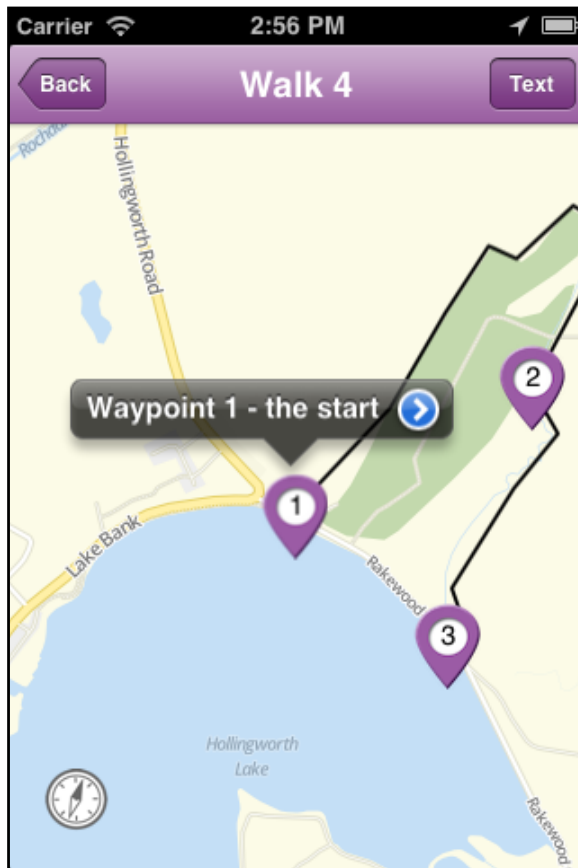 Carrier 2:56 PM
Back Walk 4 Text
Hollingworth Road
2
Waypoint 1 - the start
1
Lake Bank
Rakewood
3
Hollingworth
Lake
Rakewood